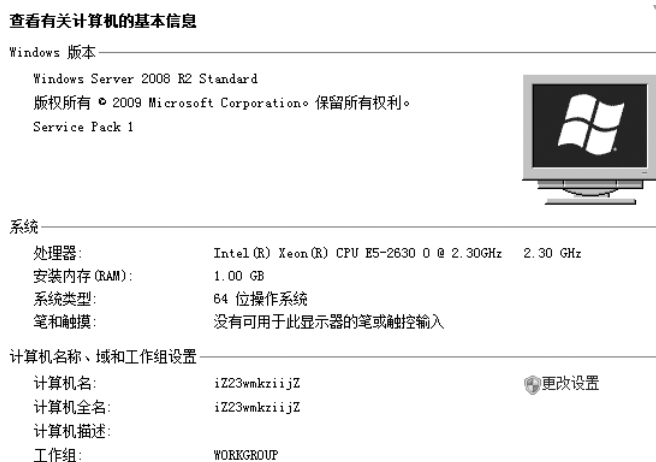 查看有关计算机的基本信息
Windows 版本
Windows Server 2008 R2 Standard
版权所有 © 2009 Microsoft Corporation。保留所有权利。
Service Pack 1
系统
处理器: Intel(R) Xeon(R) CPU E5-2630 0 @ 2.30GHz 2.30 GHz
安装内存(RAM): 1.00 GB
系统类型: 64 位操作系统
笔和触摸: 没有可用于此显示器的笔或触控输入
计算机名称、域和工作组设置
计算机名: iZ23wmkziijZ 更改设置
计算机全名: iZ23wmkziijZ
计算机描述:
工作组: WORKGROUP